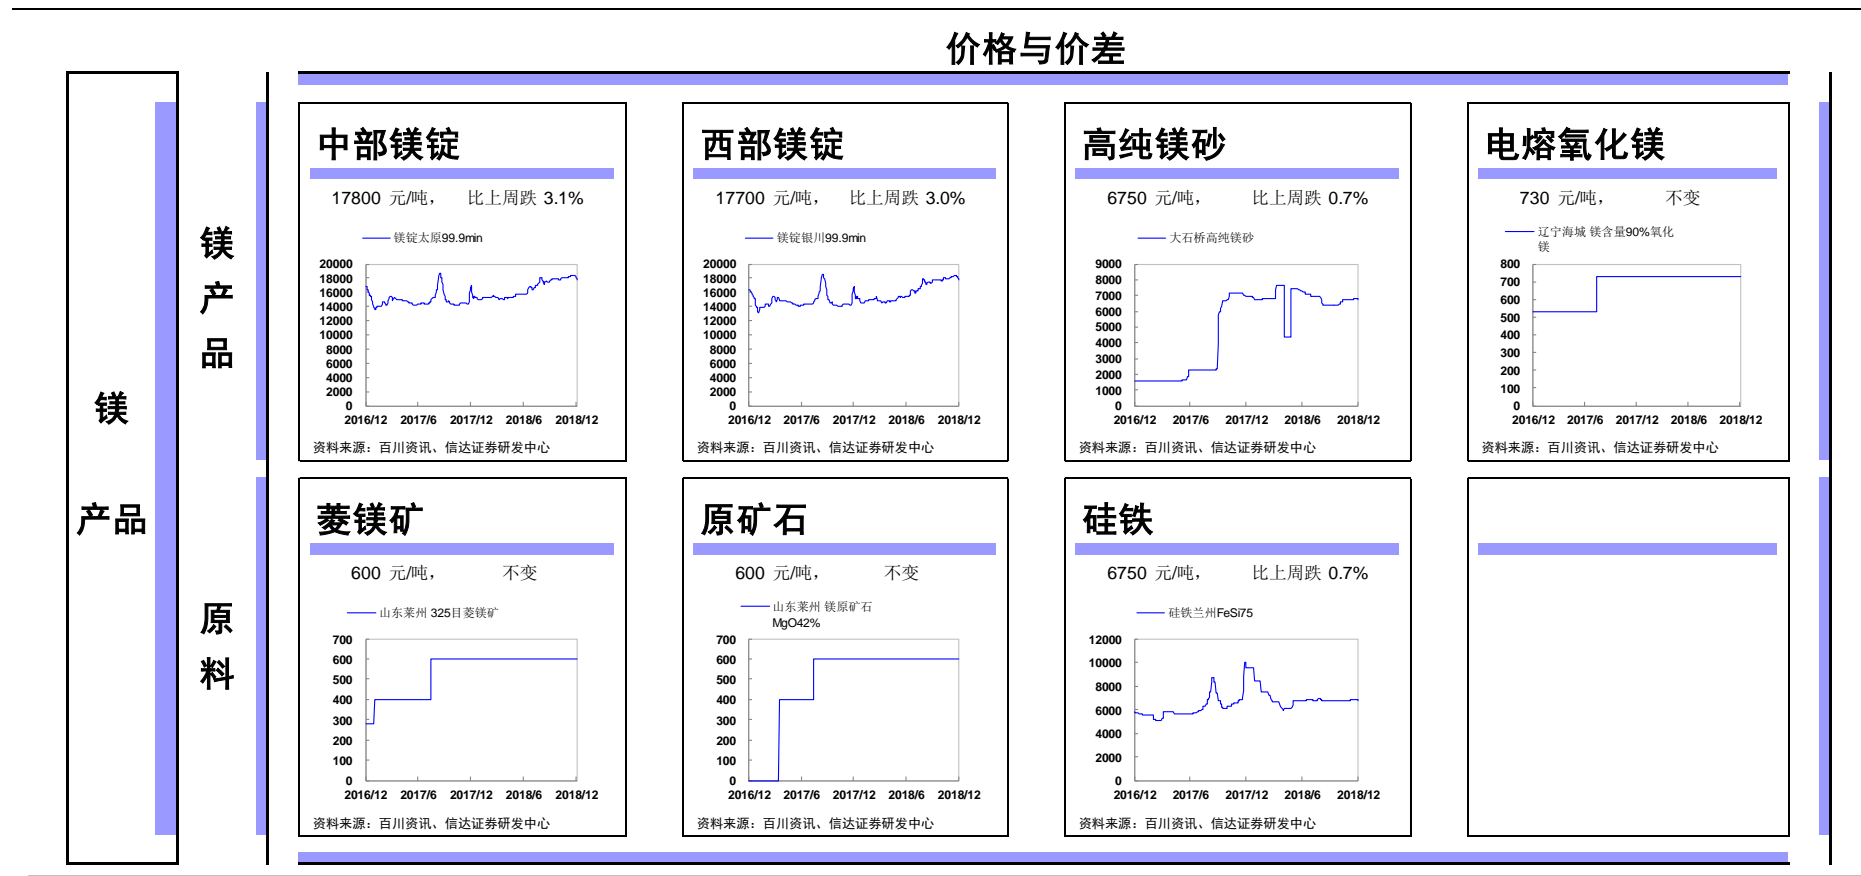 价格与价差
镁
产品
镁
产
品
原
料
中部镁锭
17800 元/吨， 比上周跌 3.1%
镁锭太原99.9min
20000
18000
16000
14000
12000
10000
8000
6000
4000
2000
0
2016/12 2017/6 2017/12 2018/6 2018/12
资料来源：百川资讯、信达证券研发中心
西部镁锭
17700 元/吨， 比上周跌 3.0%
镁锭银川99.9min
20000
18000
16000
14000
12000
10000
8000
6000
4000
2000
0
2016/12 2017/6 2017/12 2018/6 2018/12
资料来源：百川资讯、信达证券研发中心
高纯镁砂
6750 元/吨， 比上周跌 0.7%
大石桥高纯镁砂
9000
8000
7000
6000
5000
4000
3000
2000
1000
0
2016/12 2017/6 2017/12 2018/6 2018/12
资料来源：百川资讯、信达证券研发中心
电熔氧化镁
730 元/吨， 不变
辽宁海城 镁含量90%氧化
镁
800
700
600
500
400
300
200
100
0
2016/12 2017/6 2017/12 2018/6 2018/12
资料来源：百川资讯、信达证券研发中心
菱镁矿
600 元/吨， 不变
山东莱州 325目菱镁矿
700
600
500
400
300
200
100
0
2016/12 2017/6 2017/12 2018/6 2018/12
资料来源：百川资讯、信达证券研发中心
原矿石
600 元/吨， 不变
山东莱州 镁原矿石
MgO42%
700
600
500
400
300
200
100
0
2016/12 2017/6 2017/12 2018/6 2018/12
资料来源：百川资讯、信达证券研发中心
硅铁
6750 元/吨， 比上周跌 0.7%
硅铁兰州FeSi75
12000
10000
8000
6000
4000
2000
0
2016/12 2017/6 2017/12 2018/6 2018/12
资料来源：百川资讯、信达证券研发中心